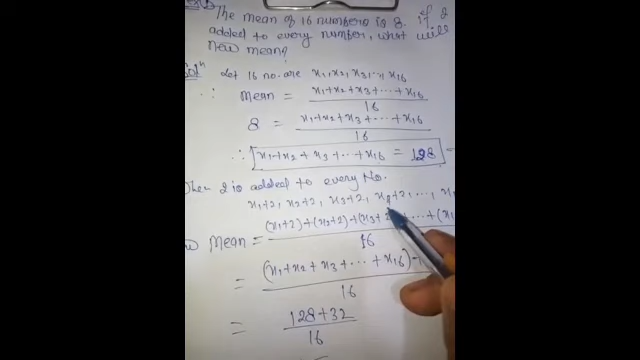 The mean of 16 numbers is 8. if 2
added to every number, what will
new mean?
Solⁿ Let 16 no. are x₁, x₂, x₃, ..., x₁₆
∴ Mean = x₁+x₂+x₃+...+x₁₆ / 16
8 = x₁+x₂+x₃+...+x₁₆ / 16
∴ x₁+x₂+x₃+...+x₁₆ = 128
When 2 is added to every No.
x₁+2, x₂+2, x₃+2, x₄+2, ...,
Mean = (x₁+2)+(x₂+2)+(x₃+2)+...+(x₁ / 16
= (x₁+x₂+x₃+...+x₁₆)+ / 16
= 128+32 / 16